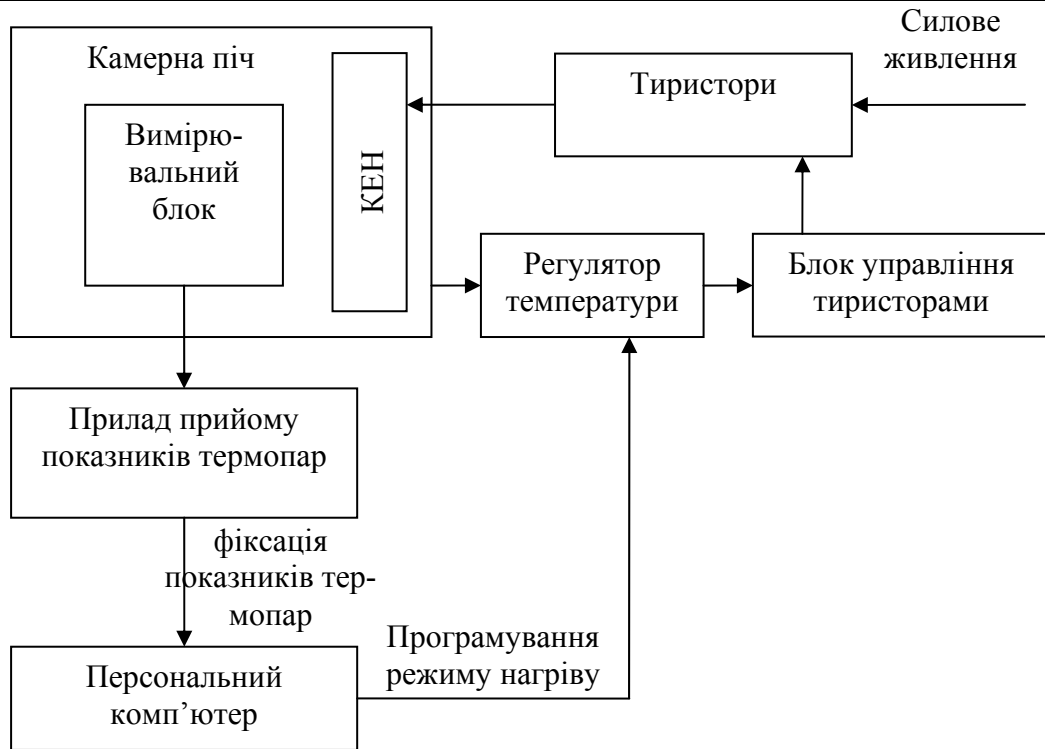 Силове
живлення
Камерна піч
Тиристори
Вимірю-
вальний
блок
КЕН
Регулятор
температури
Блок управління
тиристорами
Прилад прийому
показників термопар
фіксація
показників тер-
мопар
Програмування
режиму нагріву
Персональний
комп’ютер